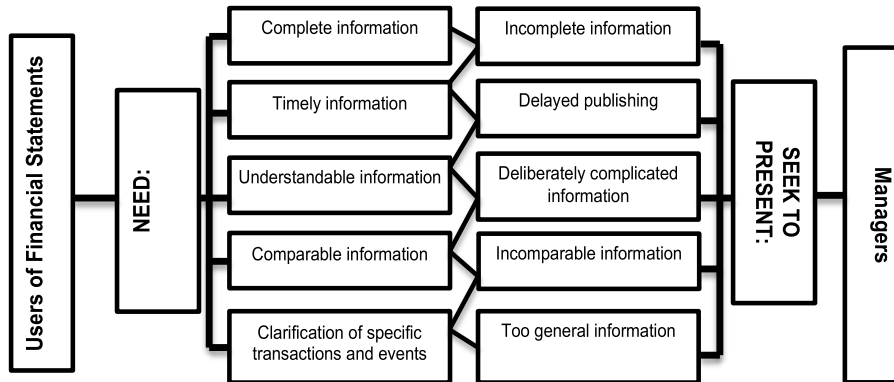 Users of Financial Statements
NEED:
Complete information
Timely information
Understandable information
Comparable information
Clarification of specific
transactions and events
Incomplete information
Delayed publishing
Deliberately complicated
information
Incomparable information
Too general information
SEEK TO
PRESENT:
Managers